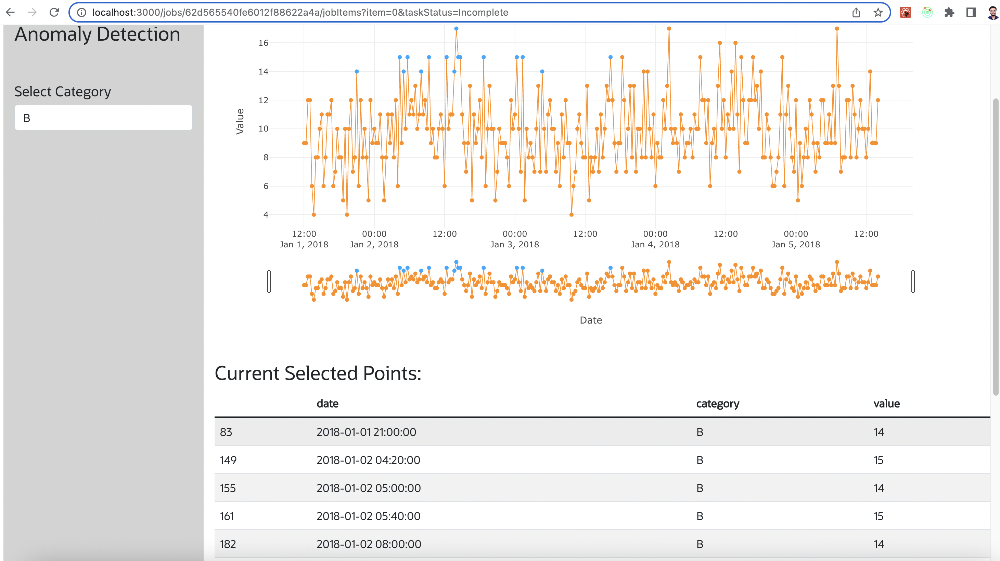 localhost:3000/jobs/62d565540fe6012f88622a4a/jobItems?item=0&taskStatus=Incomplete
Anomaly Detection
Select Category
B
Value
16
14
12
10
8
6
4
12:00 00:00 12:00 00:00 12:00 00:00 12:00 00:00 12:00
Jan 1, 2018 Jan 2, 2018 Jan 3, 2018 Jan 4, 2018 Jan 5, 2018
Date
Current Selected Points:
date category value
83 2018-01-01 21:00:00 B 14
149 2018-01-02 04:20:00 B 15
155 2018-01-02 05:00:00 B 14
161 2018-01-02 05:40:00 B 15
182 2018-01-02 08:00:00 B 14